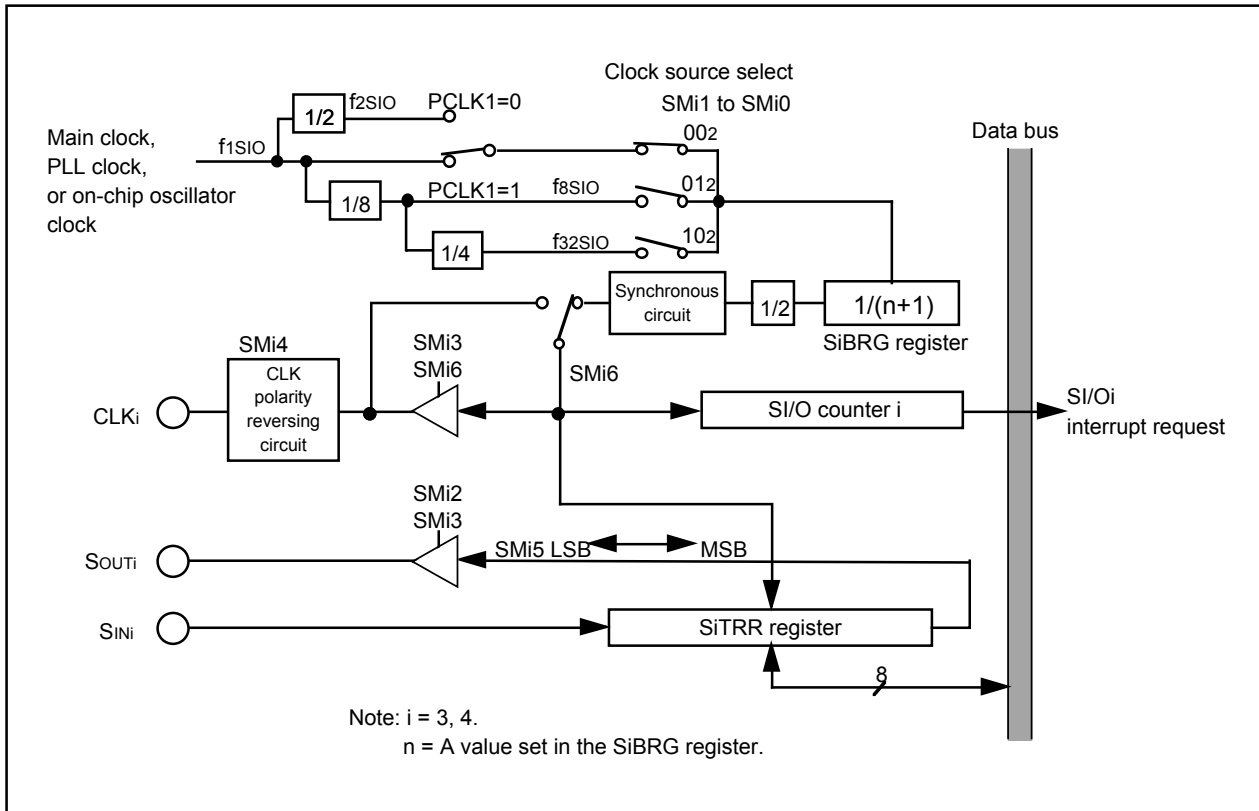 Clock source select
SMi1 to SMi0
f2SIO
PCLK1=0
1/2
Main clock,
PLL clock,
or on-chip oscillator
clock
f1SIO
002
Data bus
1/8
PCLK1=1
f8SIO
012
1/4
f32SIO
102
Synchronous
circuit
1/2
1/(n+1)
SiBRG register
SMi4
CLK
polarity
reversing
circuit
SMi3
SMi6
SMi6
CLKi
SI/O counter i
SI/Oi
interrupt request
SMi2
SMi3
SMi5 LSB
MSB
SOUTi
SINi
SiTRR register
8
Note: i = 3, 4.
n = A value set in the SiBRG register.